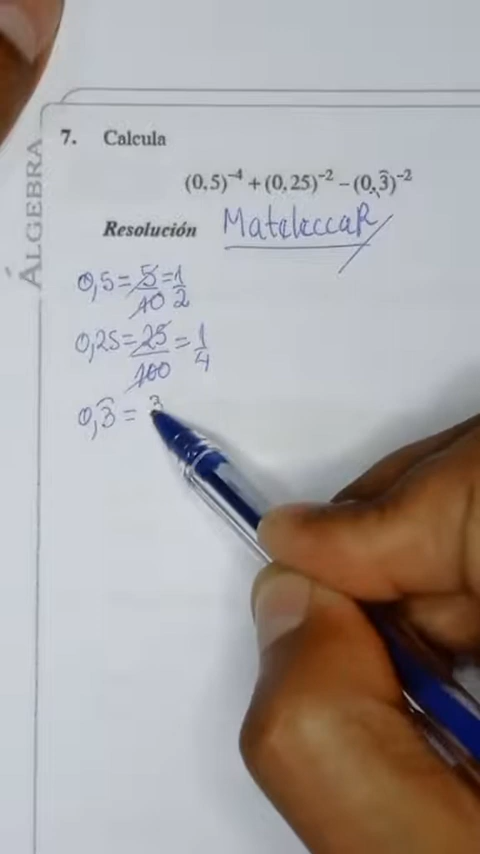 ÁLGEBRA
7. Calcula
(0,5)⁻⁴ + (0,25)⁻² – (0,3̂)⁻²
Resolución MateleccaR
0,5 = 5/10 = 1/2
0,25 = 25/100 = 1/4
0,3̂ = 3